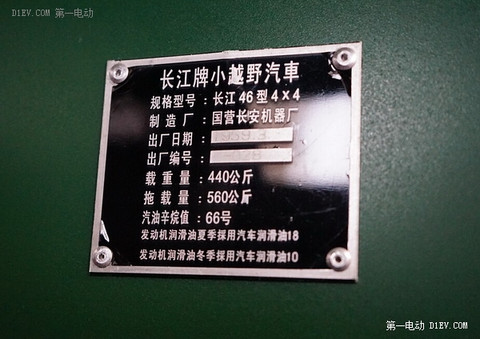 D1EV.COM 第一电动
长江牌小越野汽車
规格型号：长江46型4×4
制造厂：国营长安机器厂
出厂日期：
出厂编号：
载重量：440公斤
拖载量：560公斤
汽油辛烷值：66号
发动机润滑油夏季採用汽车润滑油18
发动机润滑油冬季採用汽车润滑油10
第一电动 D1EV.COM